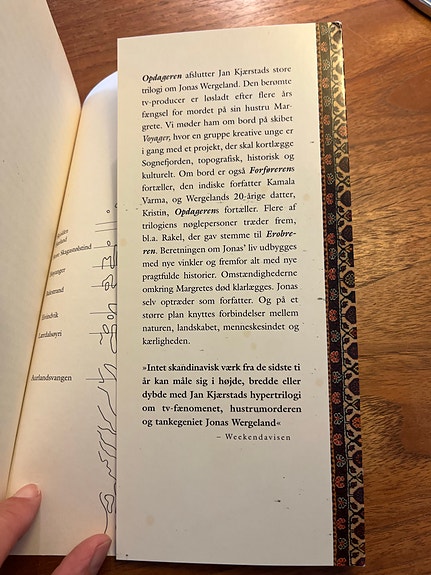 Skagastølstind
Lærdalsøyri
Aurlandsvangen
Opdageren afslutter Jan Kjærstads store
trilogi om Jonas Wergeland. Den berømte
tv-producer er løsladt efter flere års
fængsel for mordet på sin hustru Mar-
grete. Vi møder ham om bord på skibet
Voyager, hvor en gruppe kreative unge er
i gang med et projekt, der skal kortlægge
Sognefjorden, topografisk, historisk og
kulturelt. Om bord er også Forførerens
fortæller, den indiske forfatter Kamala
Varma, og Wergelands 20-årige datter,
Kristin, Opdagerens fortæller. Flere af
trilogiens nøglepersoner træder frem,
bl.a. Rakel, der gav stemme til Erobre-
ren. Beretningen om Jonas' liv udbygges
med nye vinkler og fremfor alt med nye
pragtfulde historier. Omstændighederne
omkring Margretes død klarlægges. Jonas
selv optræder som forfatter. Og på et
større plan knyttes forbindelser mellem
naturen, landskabet, menneskesindet og
kærligheden.
»Intet skandinavisk værk fra de sidste ti
år kan måle sig i højde, bredde eller
dybde med Jan Kjærstads hypertrilogi
om tv-fænomenet, hustrumorderen
og tankegeniet Jonas Wergeland«
– Weekendavisen